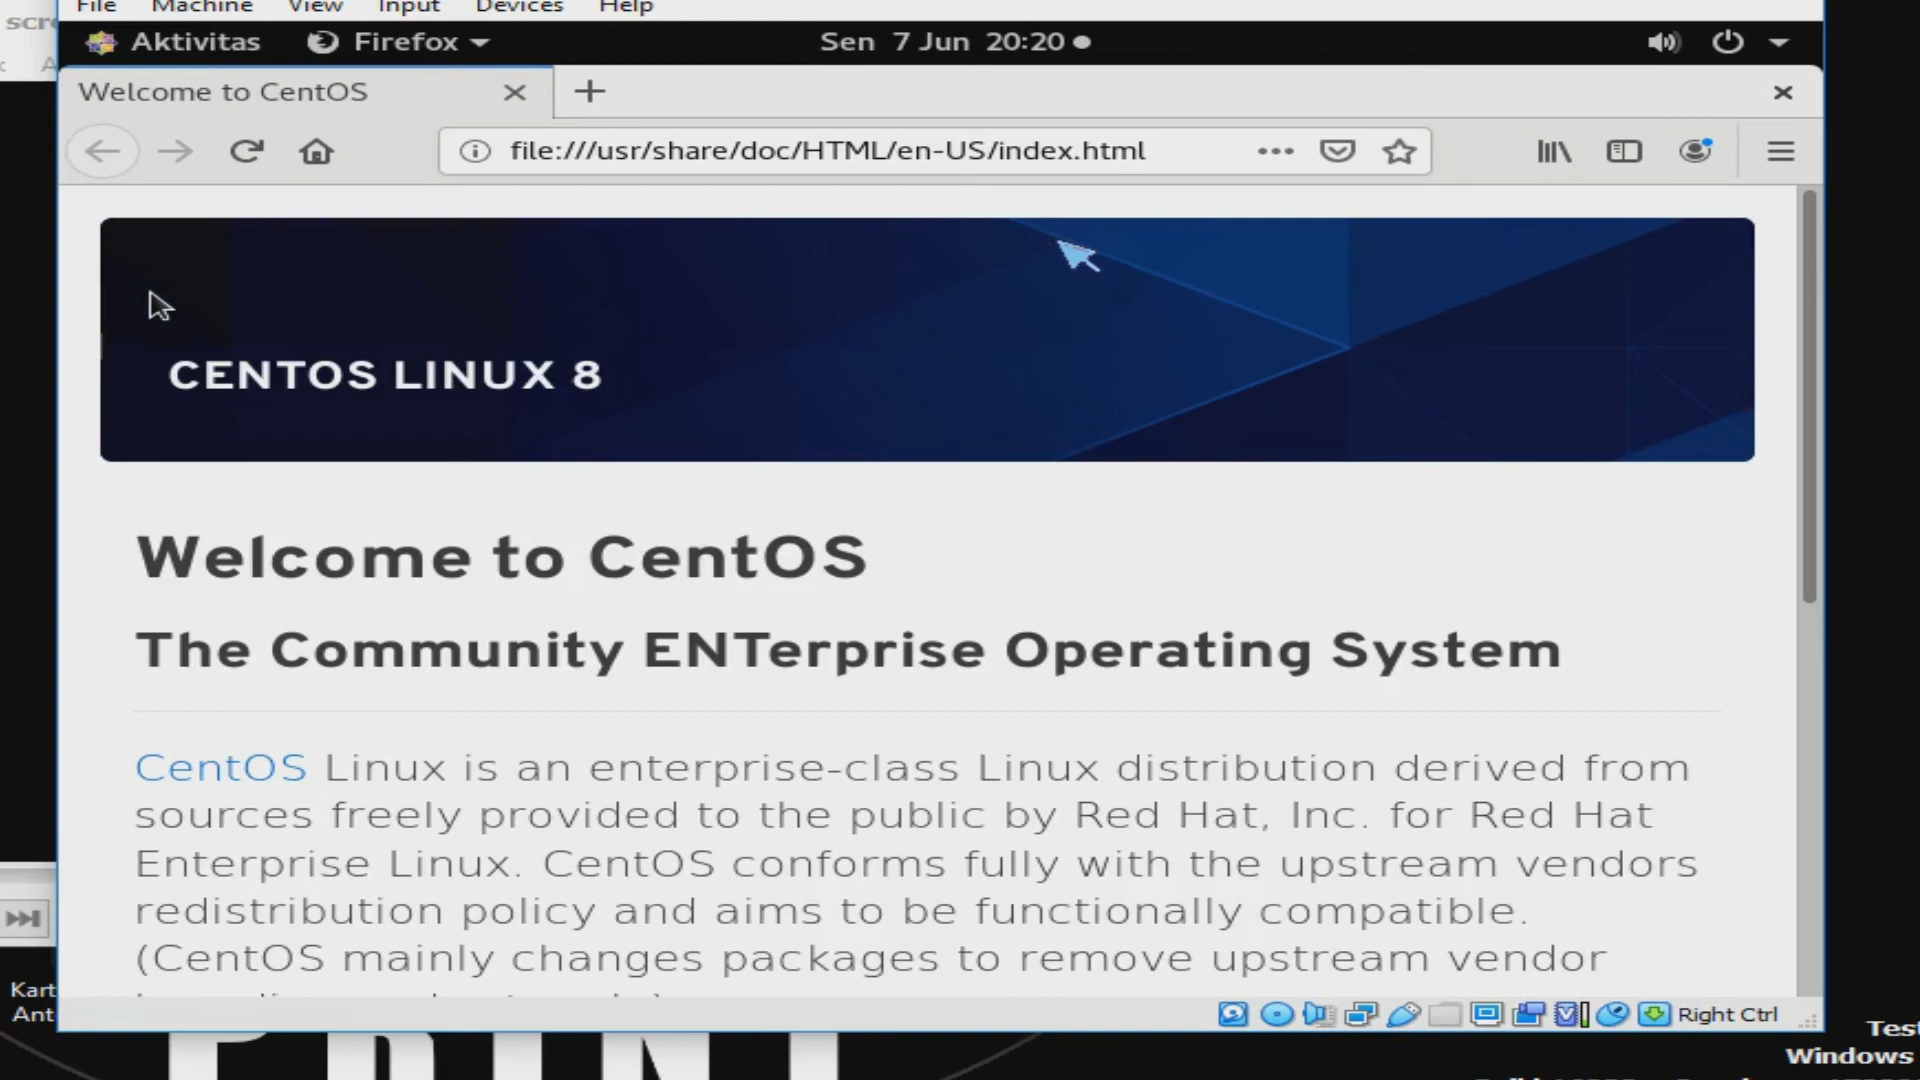 File Machine View Input Devices Help
Aktivitas Firefox Sen 7 Jun 20:20
Welcome to CentOS
file:///usr/share/doc/HTML/en-US/index.html
CENTOS LINUX 8
Welcome to CentOS
The Community ENTerprise Operating System
CentOS Linux is an enterprise-class Linux distribution derived from
sources freely provided to the public by Red Hat, Inc. for Red Hat
Enterprise Linux. CentOS conforms fully with the upstream vendors
redistribution policy and aims to be functionally compatible.
(CentOS mainly changes packages to remove upstream vendor
Right Ctrl
Kart
Ant
Test
Windows